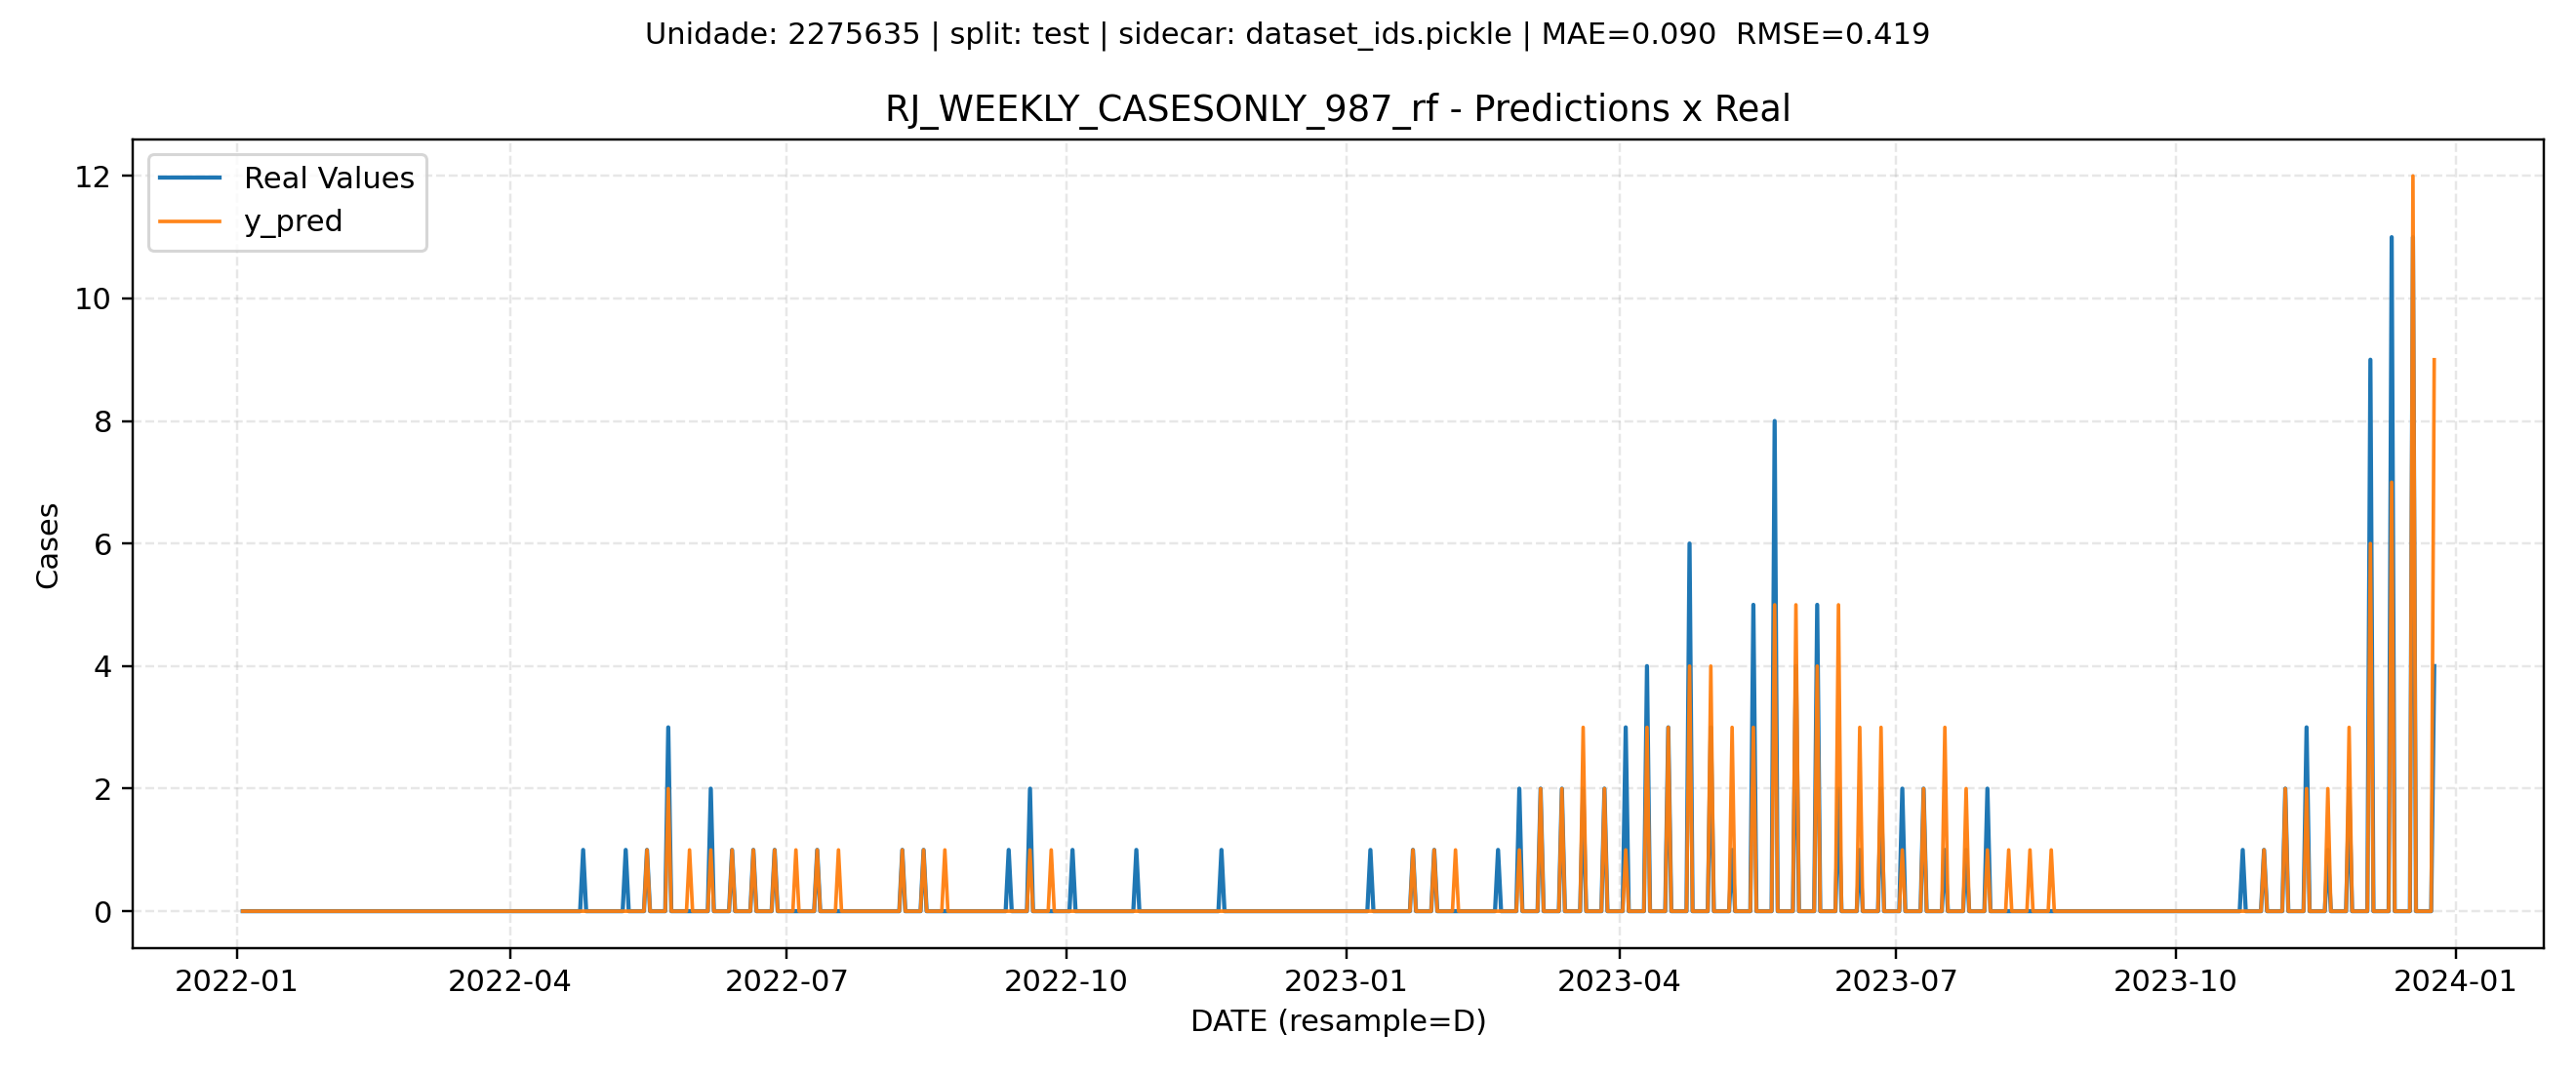 Unidade: 2275635 | split: test | sidecar: dataset_ids.pickle | MAE=0.090  RMSE=0.419
RJ_WEEKLY_CASESONLY_987_rf - Predictions x Real
Real Values
y_pred
12
10
8
6
4
2
0
Cases
2022-01
2022-04
2022-07
2022-10
2023-01
2023-04
2023-07
2023-10
2024-01
DATE (resample=D)